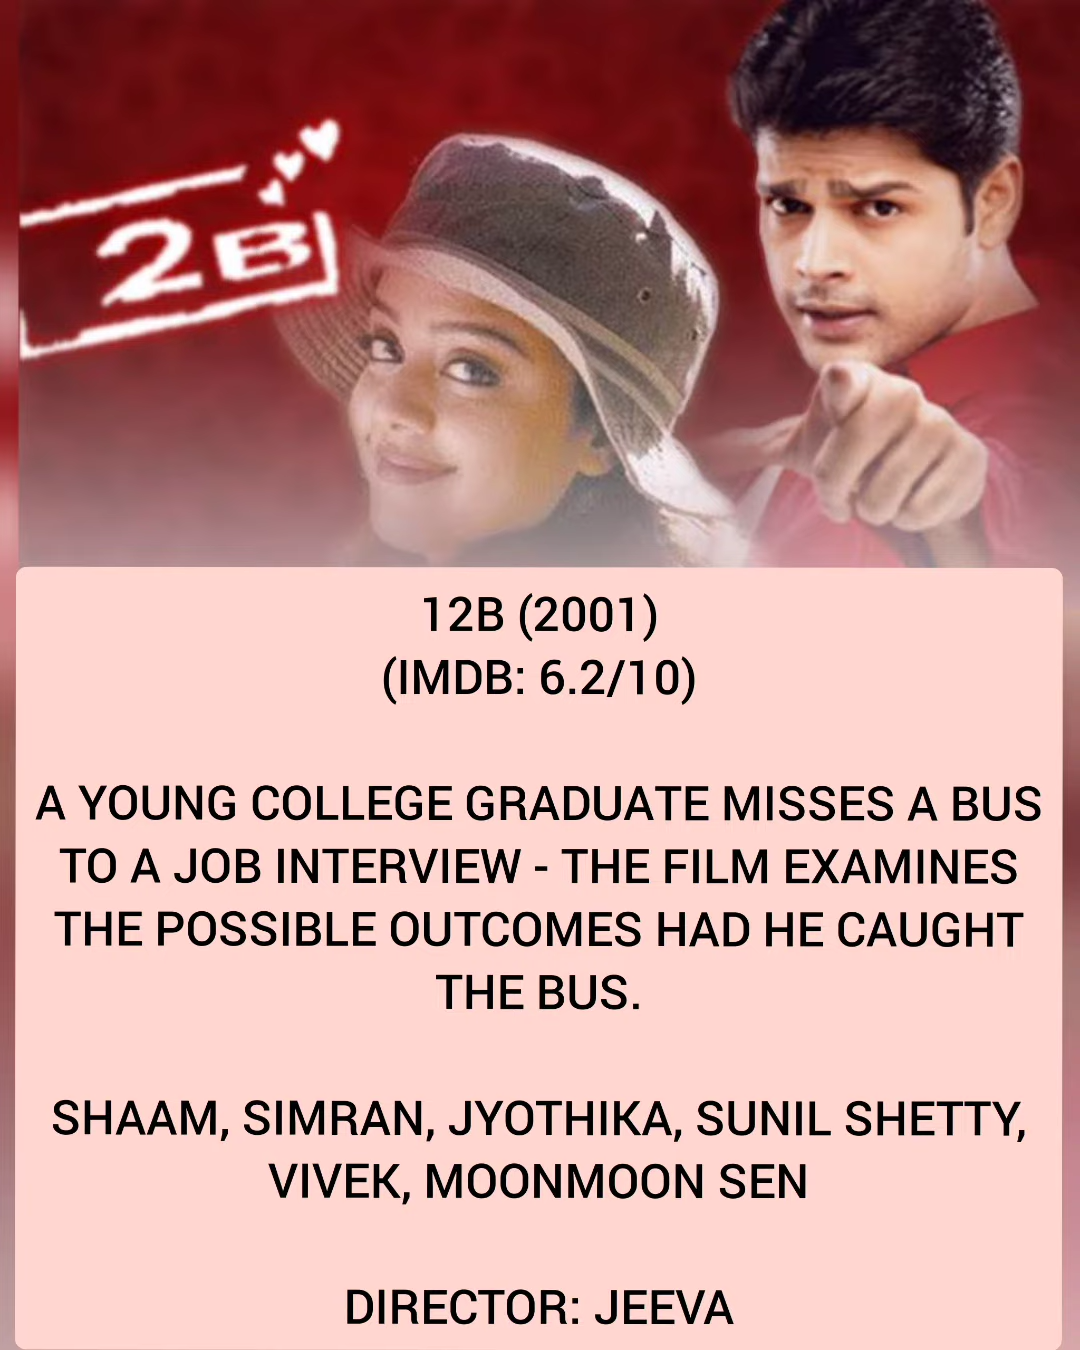 2B
12B (2001)
(IMDB: 6.2/10)
A YOUNG COLLEGE GRADUATE MISSES A BUS
TO A JOB INTERVIEW - THE FILM EXAMINES
THE POSSIBLE OUTCOMES HAD HE CAUGHT
THE BUS.
SHAAM, SIMRAN, JYOTHIKA, SUNIL SHETTY,
VIVEK, MOONMOON SEN
DIRECTOR: JEEVA